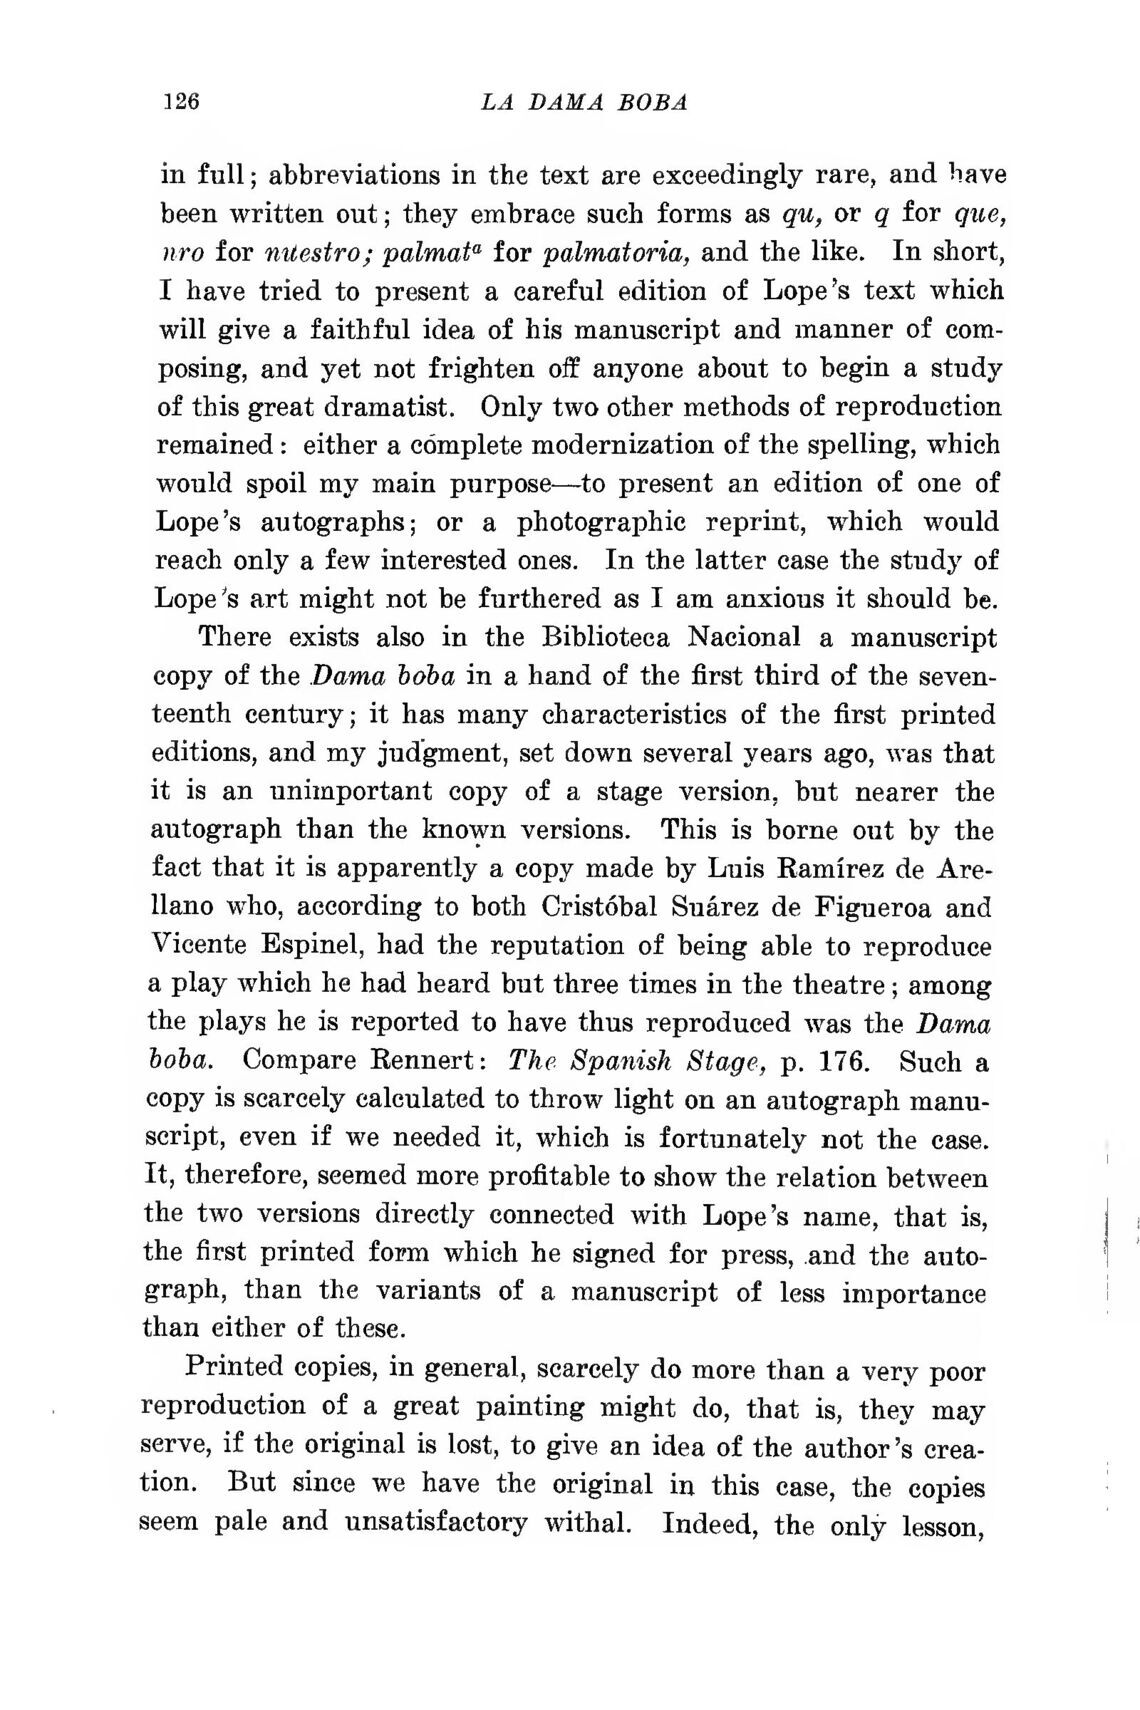 126 LA DAMA BOBA
in full; abbreviations in the text are exceedingly rare, and have
been written out; they embrace such forms as qu, or q for que,
nro for nuestro; palmatª for palmatoria, and the like. In short,
I have tried to present a careful edition of Lope's text which
will give a faithful idea of his manuscript and manner of com-
posing, and yet not frighten off anyone about to begin a study
of this great dramatist. Only two other methods of reproduction
remained: either a complete modernization of the spelling, which
would spoil my main purpose—to present an edition of one of
Lope's autographs; or a photographic reprint, which would
reach only a few interested ones. In the latter case the study of
Lope's art might not be furthered as I am anxious it should be.
There exists also in the Biblioteca Nacional a manuscript
copy of the Dama boba in a hand of the first third of the seven-
teenth century; it has many characteristics of the first printed
editions, and my judgment, set down several years ago, was that
it is an unimportant copy of a stage version, but nearer the
autograph than the known versions. This is borne out by the
fact that it is apparently a copy made by Luis Ramírez de Are-
llano who, according to both Cristóbal Suárez de Figueroa and
Vicente Espinel, had the reputation of being able to reproduce
a play which he had heard but three times in the theatre; among
the plays he is reported to have thus reproduced was the Dama
boba. Compare Rennert: The Spanish Stage, p. 176. Such a
copy is scarcely calculated to throw light on an autograph manu-
script, even if we needed it, which is fortunately not the case.
It, therefore, seemed more profitable to show the relation between
the two versions directly connected with Lope's name, that is,
the first printed form which he signed for press, and the auto-
graph, than the variants of a manuscript of less importance
than either of these.
Printed copies, in general, scarcely do more than a very poor
reproduction of a great painting might do, that is, they may
serve, if the original is lost, to give an idea of the author's crea-
tion. But since we have the original in this case, the copies
seem pale and unsatisfactory withal. Indeed, the only lesson,